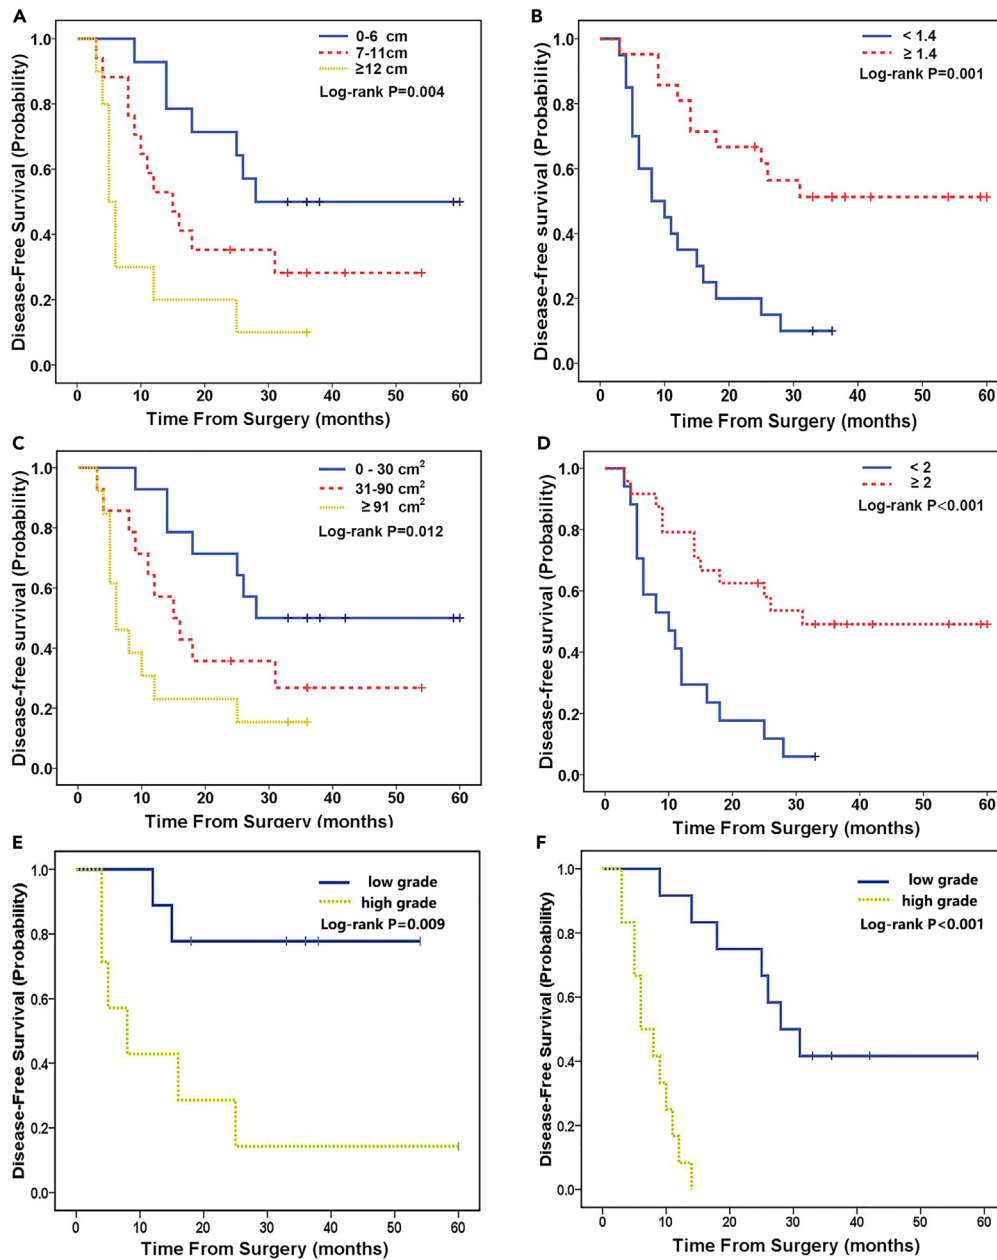 A
0-6 cm
7-11cm
≥12 cm
Log-rank P=0.004
Disease-Free Survival (Probability)
1.0
0.8
0.6
0.4
0.2
0.0
0 10 20 30 40 50 60
Time From Surgery (months)
B
< 1.4
≥ 1.4
Log-rank P=0.001
Disease-free survival (Probability)
1.0
0.8
0.6
0.4
0.2
0.0
0 10 20 30 40 50 60
Time From Surgery (months)
C
0 - 30 cm²
31-90 cm²
≥91 cm²
Log-rank P=0.012
Disease-free survival (Probability)
1.0
0.8
0.6
0.4
0.2
0.0
0 10 20 30 40 50 60
Time From Surgery (months)
D
< 2
≥ 2
Log-rank P<0.001
Disease-free survival (Probability)
1.0
0.8
0.6
0.4
0.2
0.0
0 10 20 30 40 50 60
Time From Surgery (months)
E
low grade
high grade
Log-rank P=0.009
Disease-Free Survival (Probability)
1.0
0.8
0.6
0.4
0.2
0.0
0 10 20 30 40 50 60
Time From Surgery (months)
F
low grade
high grade
Log-rank P<0.001
Disease-Free Survival (Probability)
1.0
0.8
0.6
0.4
0.2
0.0
0 10 20 30 40 50 60
Time From Surgery (months)